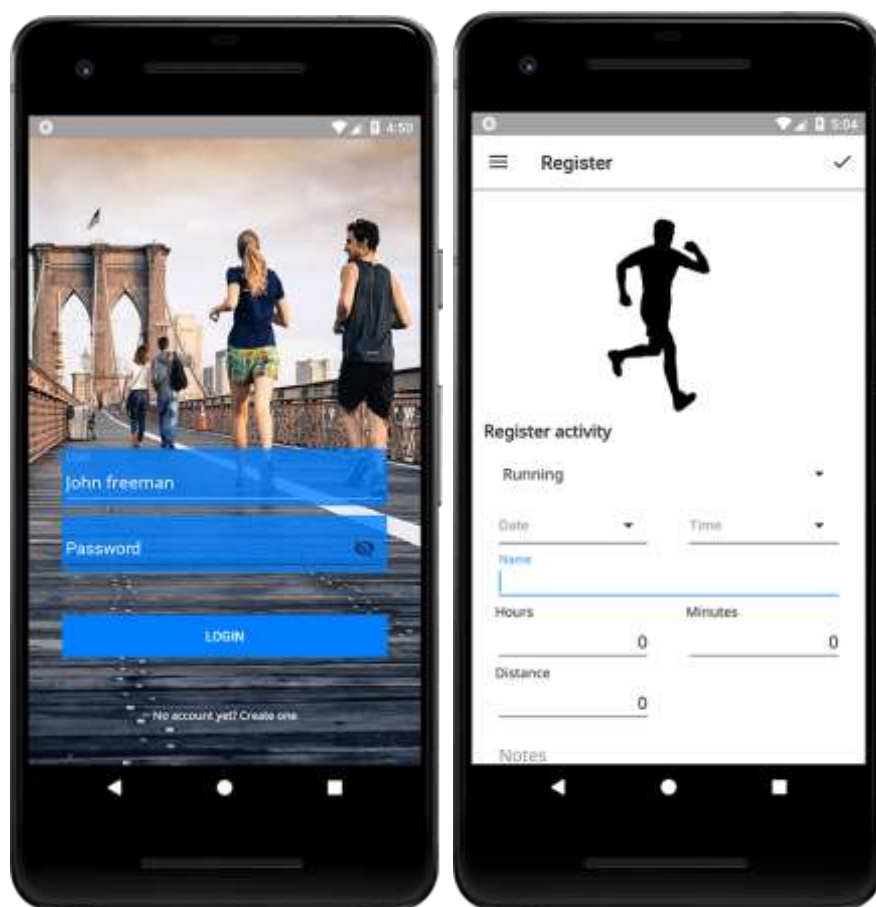 4:50
John freeman
Password
LOGIN
No account yet? Create one
5:04
Register
Register activity
Running
Date
Time
Name
Hours
Minutes
0
0
Distance
0
Notes